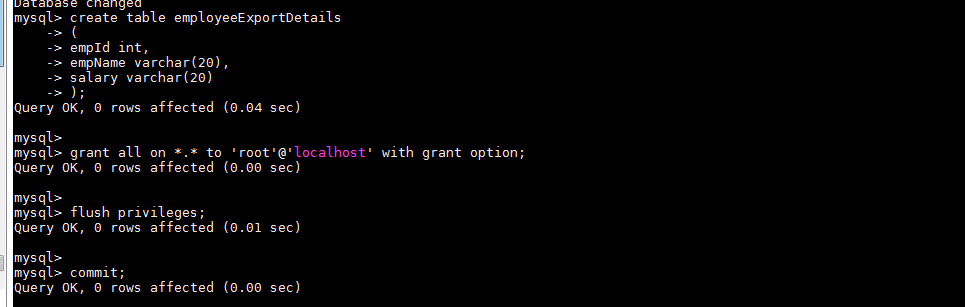 Database changed
mysql> create table employeeExportDetails
-> (
-> empId int,
-> empName varchar(20),
-> salary varchar(20)
-> );
Query OK, 0 rows affected (0.04 sec)
mysql>
mysql> grant all on *.* to 'root'@'localhost' with grant option;
Query OK, 0 rows affected (0.00 sec)
mysql>
mysql> flush privileges;
Query OK, 0 rows affected (0.01 sec)
mysql>
mysql> commit;
Query OK, 0 rows affected (0.00 sec)